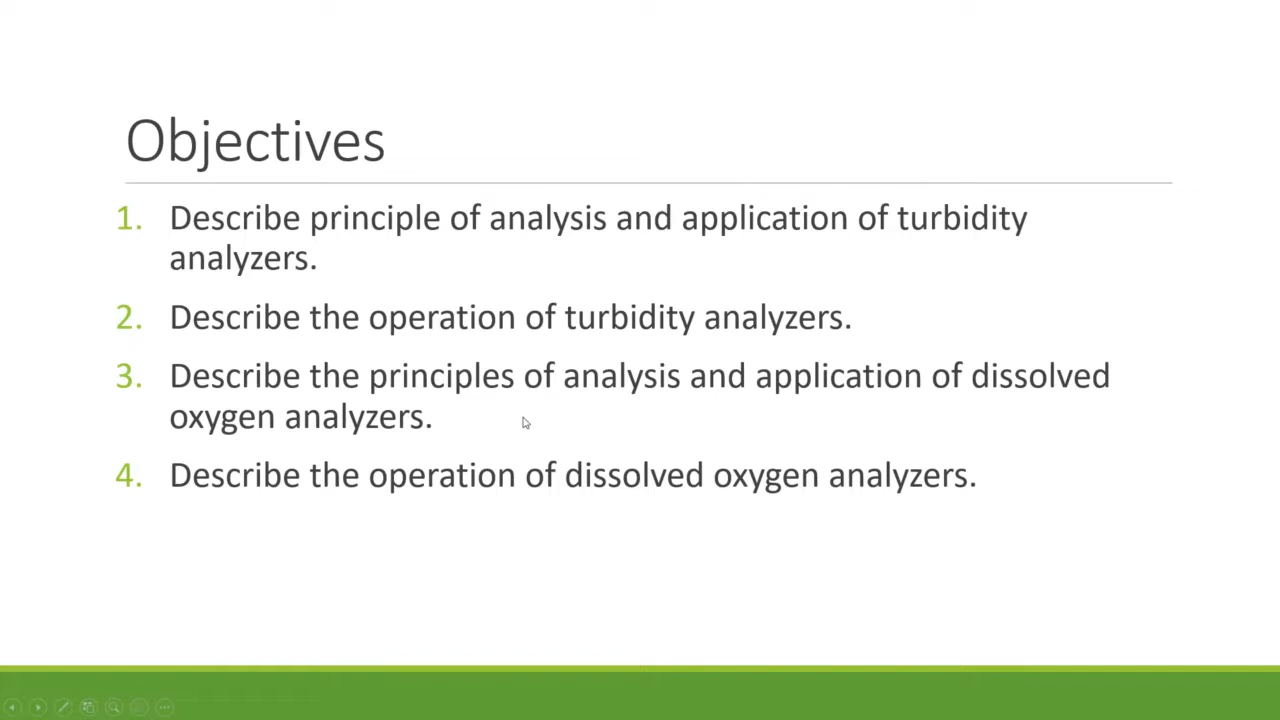 Objectives
1. Describe principle of analysis and application of turbidity
analyzers.
2. Describe the operation of turbidity analyzers.
3. Describe the principles of analysis and application of dissolved
oxygen analyzers.
4. Describe the operation of dissolved oxygen analyzers.